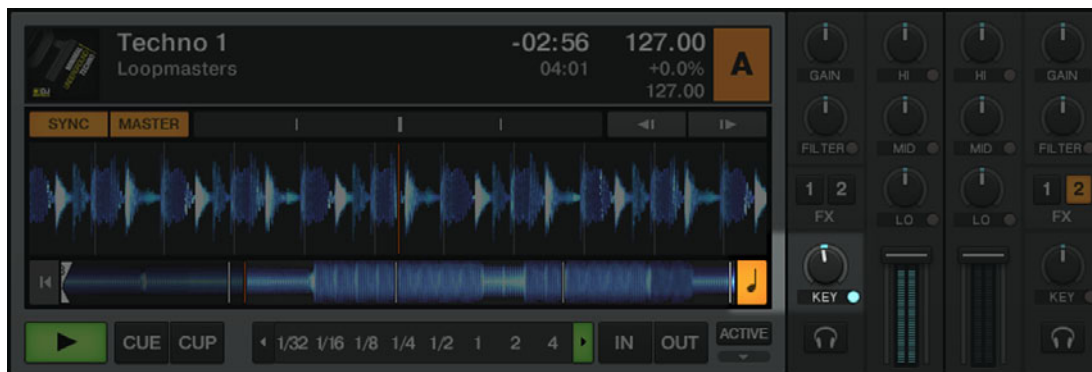 Techno 1
Loopmasters
-02:56
04:01
127.00
+0.0%
127.00
A
SYNC MASTER
CUE CUP
1/32 1/16 1/8 1/4 1/2 1 2 4
IN OUT
ACTIVE
GAIN HI HI GAIN
FILTER MID MID FILTER
1 2 LO LO 1 2
FX FX
KEY KEY